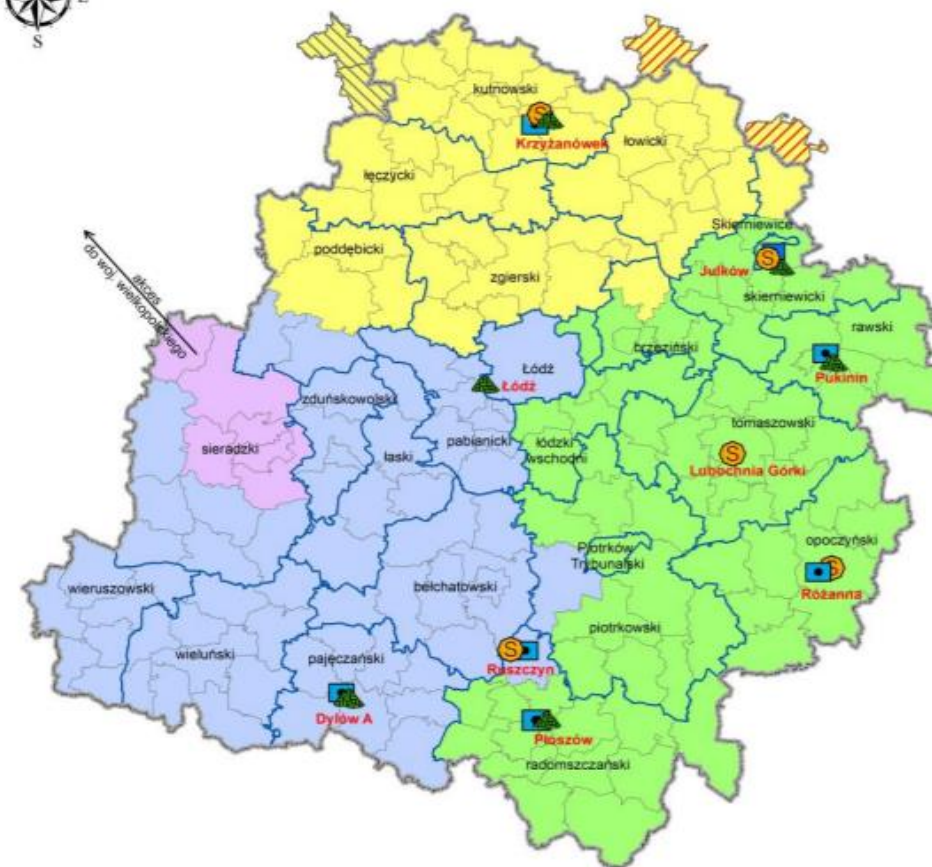 E
S
kutnowski
S
Krzyżanówek
łowicki
łęczycki
Skierniewice
poddębicki
zgierski
S
Julków
skierniewicki
akces
do woj. wielkopolskiego
rawski
brzeziński
Łódź
Pukinin
Łódź
zduńskowolski
tomaszowski
sieradzki
łaski
pabianicki
łódzki
wschodni
S
Lubochnia Górki
opoczyński
Piotrków
Trybunalski
S
Różanna
wieruszowski
bełchatowski
piotrkowski
wieluński
pajęczański
S
Ruszczyn
Dylów A
Płoszów
radomszczański